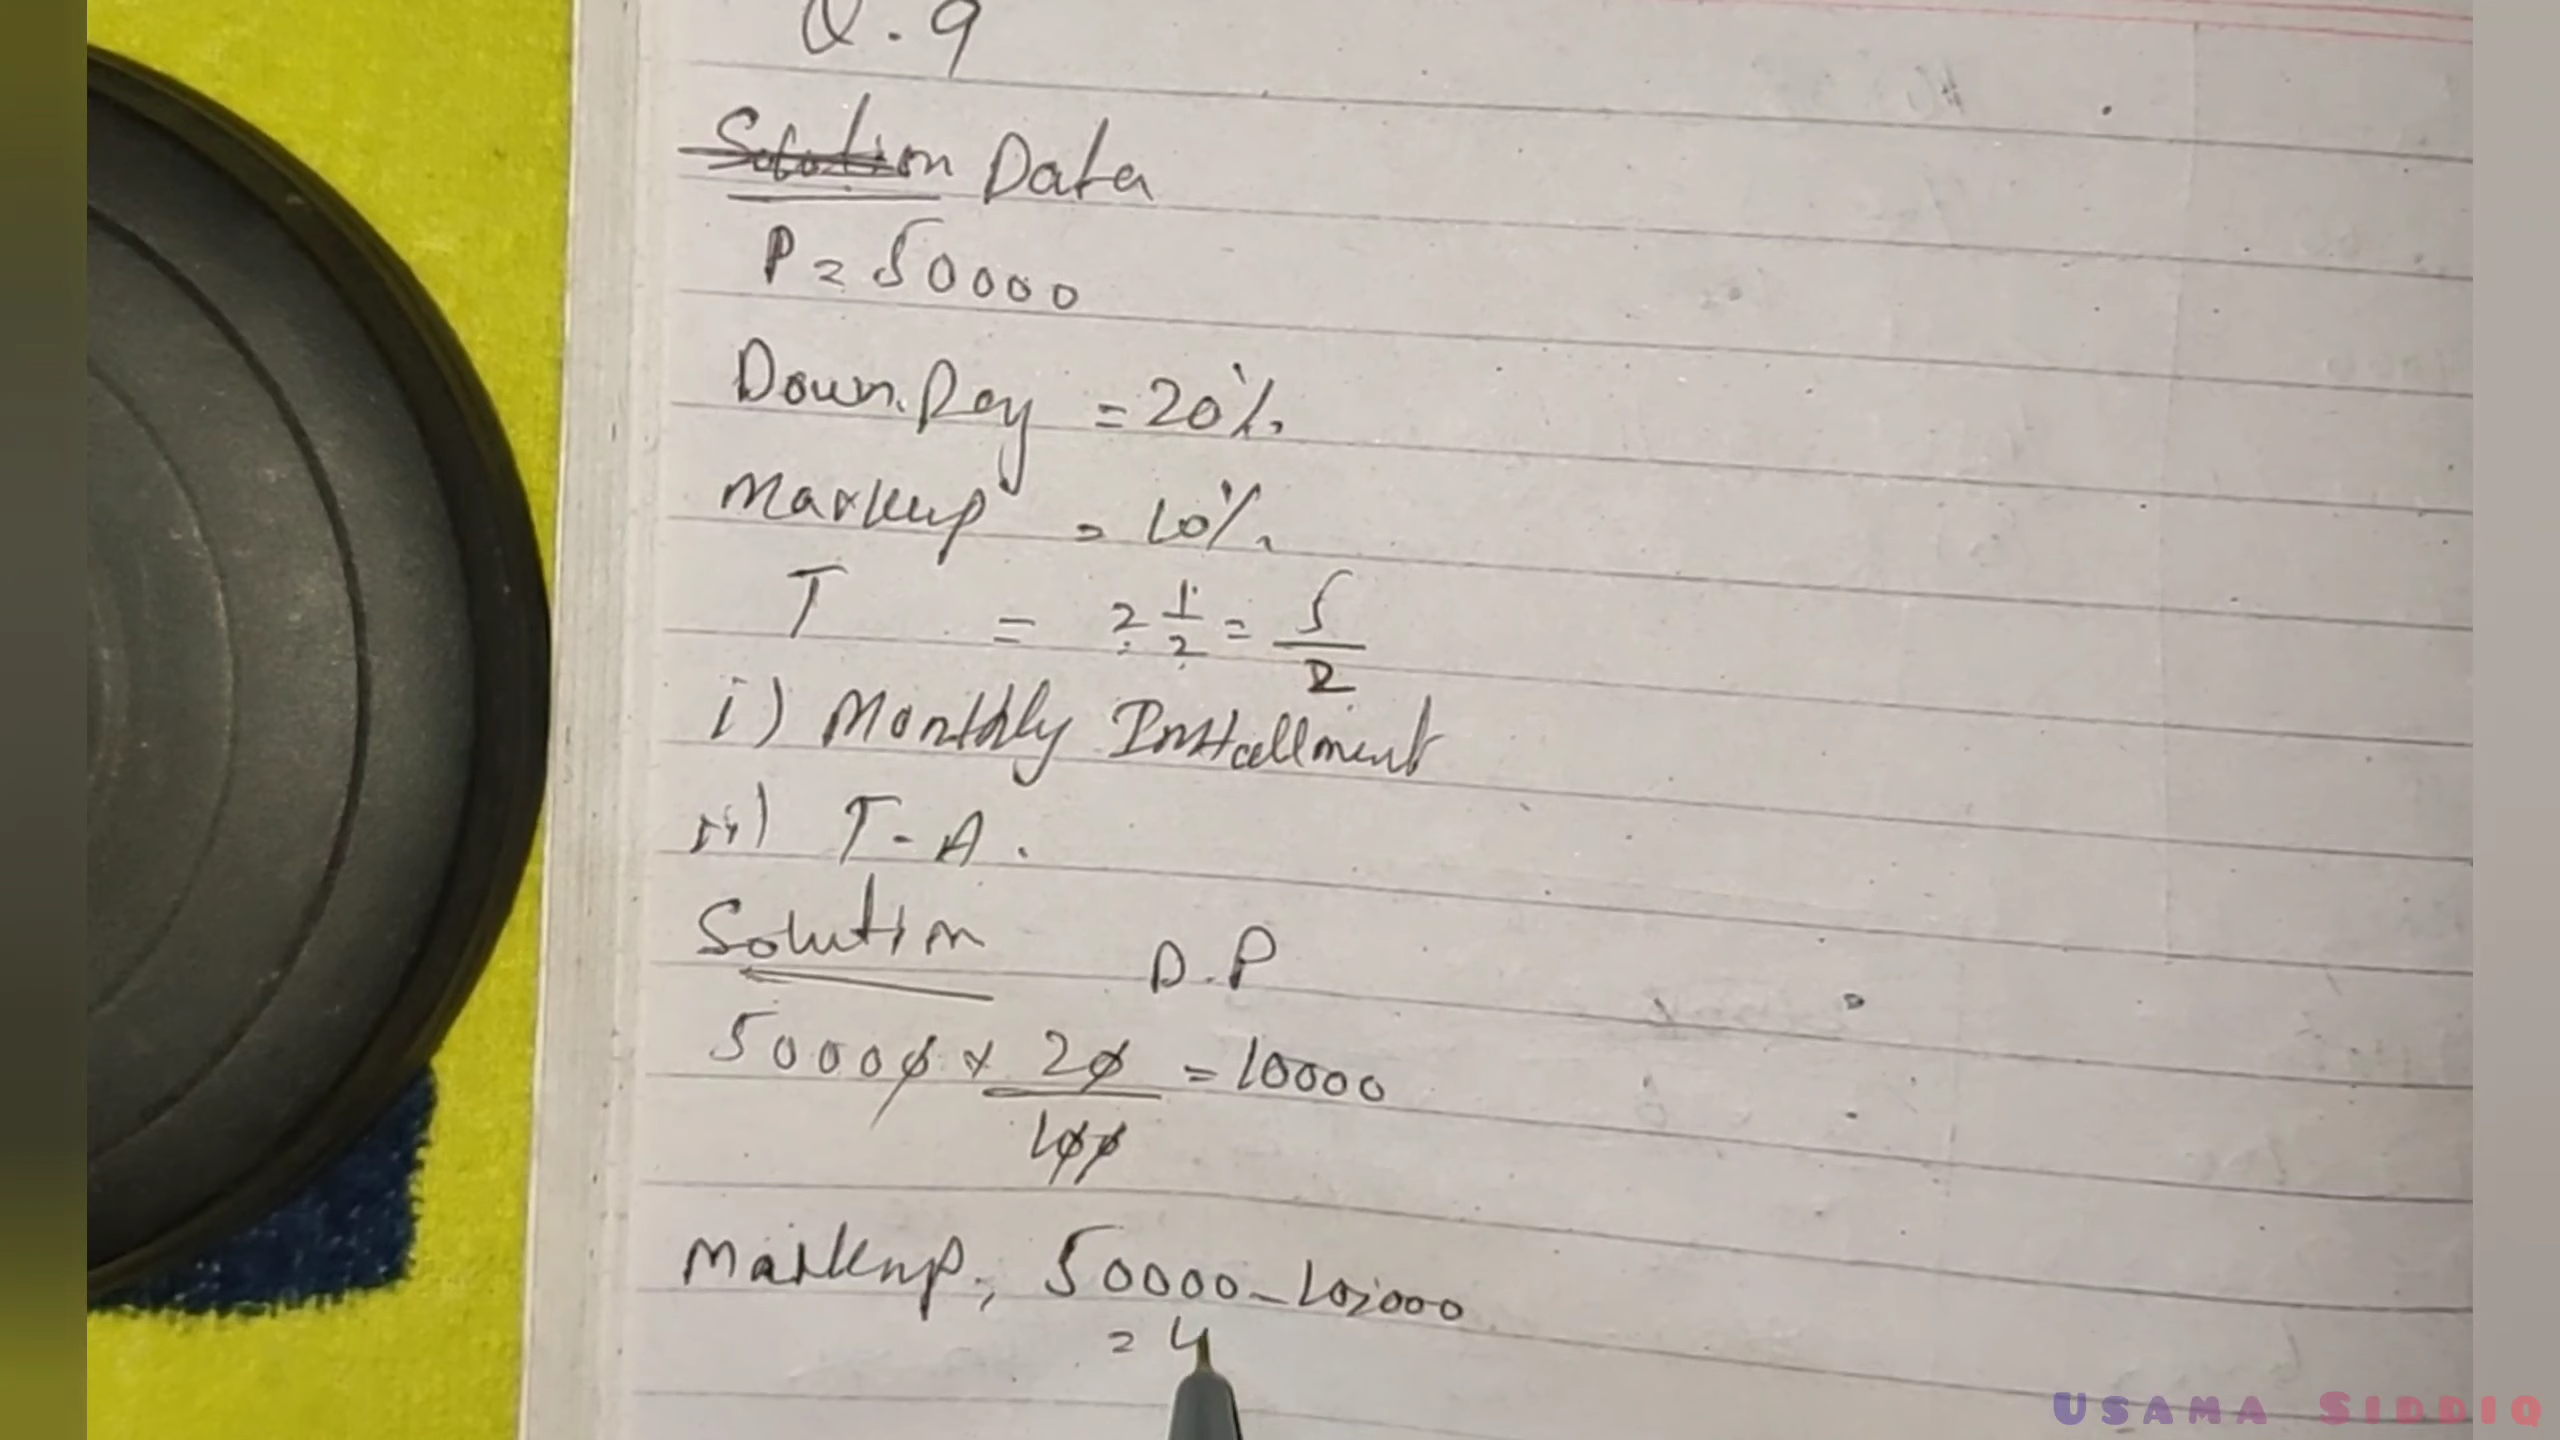 Q.9
Solution Data
P = 50000
Down.Pay = 20%.
Markup = 10%.
T = 2 1/2 = 5/2
i) Monthly Installment
ii) T-A.
Solution D.P
50000 × 20/100 = 10000
Markup, 50000 - 10,000
= 4
USAMA SIDDIQ